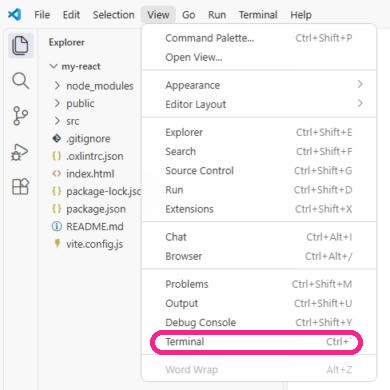 File Edit Selection View Go Run Terminal Help
Explorer
my-react
node_modules
public
src
.gitignore
.oxlintrc.json
index.html
package-lock.jsc
package.json
README.md
vite.config.js
Command Palette... Ctrl+Shift+P
Open View...
Appearance
Editor Layout
Explorer Ctrl+Shift+E
Search Ctrl+Shift+F
Source Control Ctrl+Shift+G
Run Ctrl+Shift+D
Extensions Ctrl+Shift+X
Chat Ctrl+Alt+I
Browser Ctrl+Alt+/
Problems Ctrl+Shift+M
Output Ctrl+Shift+U
Debug Console Ctrl+Shift+Y
Terminal Ctrl+`
Word Wrap Alt+Z